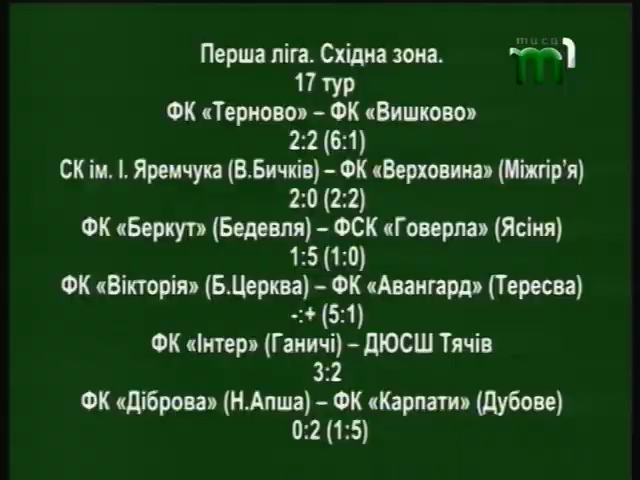 тиса
1
Перша ліга. Східна зона.
17 тур
ФК «Терново» – ФК «Вишково»
2:2 (6:1)
СК ім. І. Яремчука (В.Бичків) – ФК «Верховина» (Міжгір’я)
2:0 (2:2)
ФК «Беркут» (Бедевля) – ФСК «Говерла» (Ясіня)
1:5 (1:0)
ФК «Вікторія» (Б.Церква) – ФК «Авангард» (Тересва)
-:+ (5:1)
ФК «Інтер» (Ганичі) – ДЮСШ Тячів
3:2
ФК «Діброва» (Н.Апша) – ФК «Карпати» (Дубове)
0:2 (1:5)